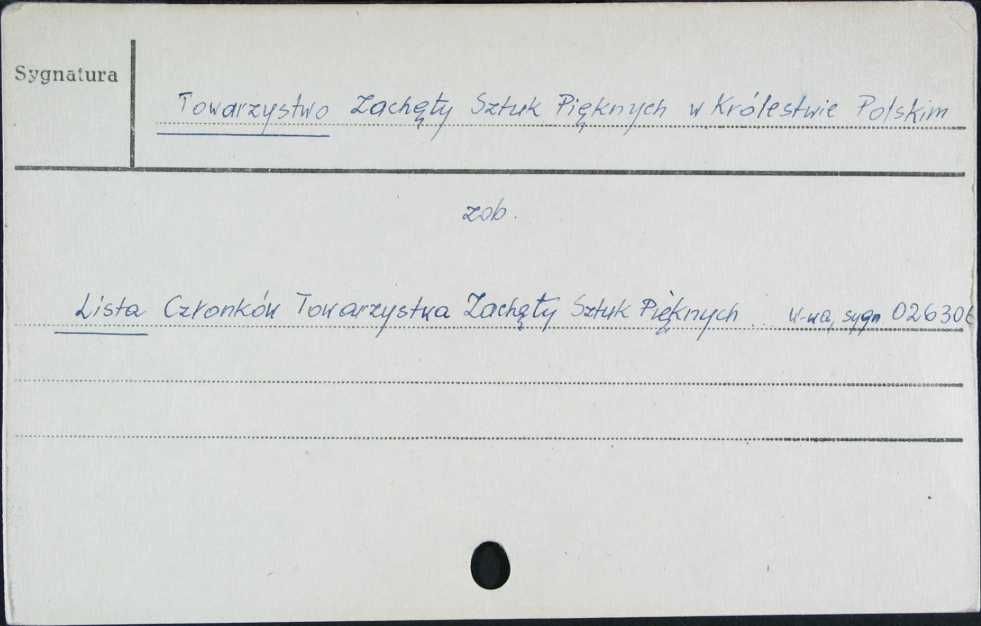 Sygnatura
Towarzystwo Zachęty Sztuk Pięknych w Królestwie Polskim
zob.
Lista Członków Towarzystwa Zachęty Sztuk Pięknych W-wa, sygn. 026306